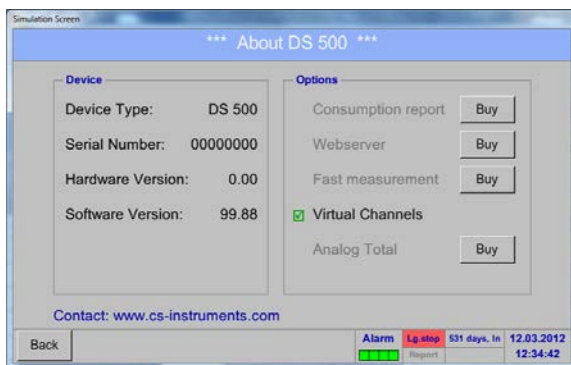 Simulation Screen
*** About DS 500 ***
Device
Device Type: DS 500
Serial Number: 00000000
Hardware Version: 0.00
Software Version: 99.88
Options
Consumption report Buy
Webserver Buy
Fast measurement Buy
Virtual Channels
Analog Total Buy
Contact: www.cs-instruments.com
Back
Alarm Lg.stop 531 days, ln 12.03.2012
Report 12:34:42